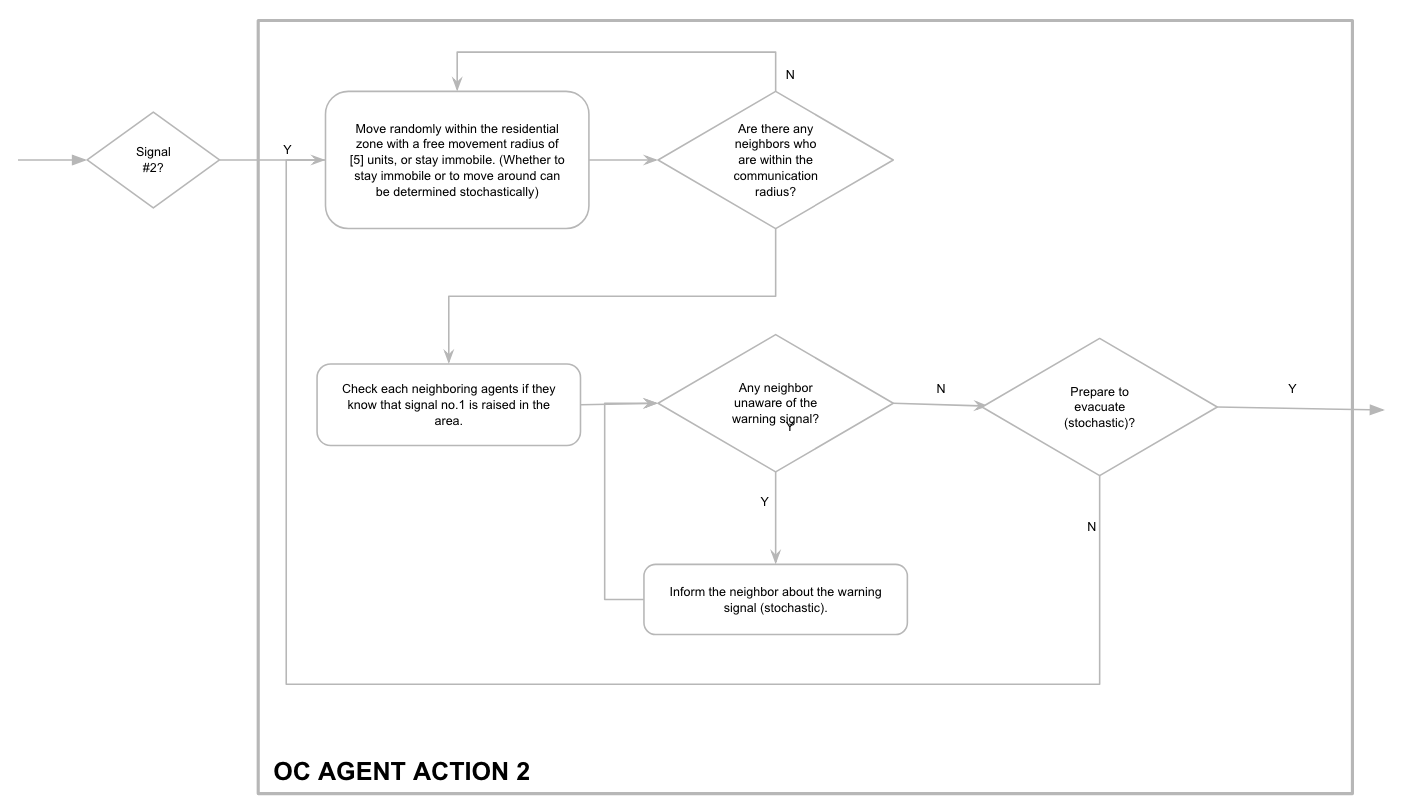 N
Signal
#2?
Y
Move randomly within the residential
zone with a free movement radius of
[5] units, or stay immobile. (Whether to
stay immobile or to move around can
be determined stochastically)
Are there any
neighbors who
are within the
communication
radius?
Check each neighboring agents if they
know that signal no.1 is raised in the
area.
Any neighbor
unaware of the
warning signal?
Y
N
Prepare to
evacuate
(stochastic)?
Y
Y
N
Inform the neighbor about the warning
signal (stochastic).
OC AGENT ACTION 2